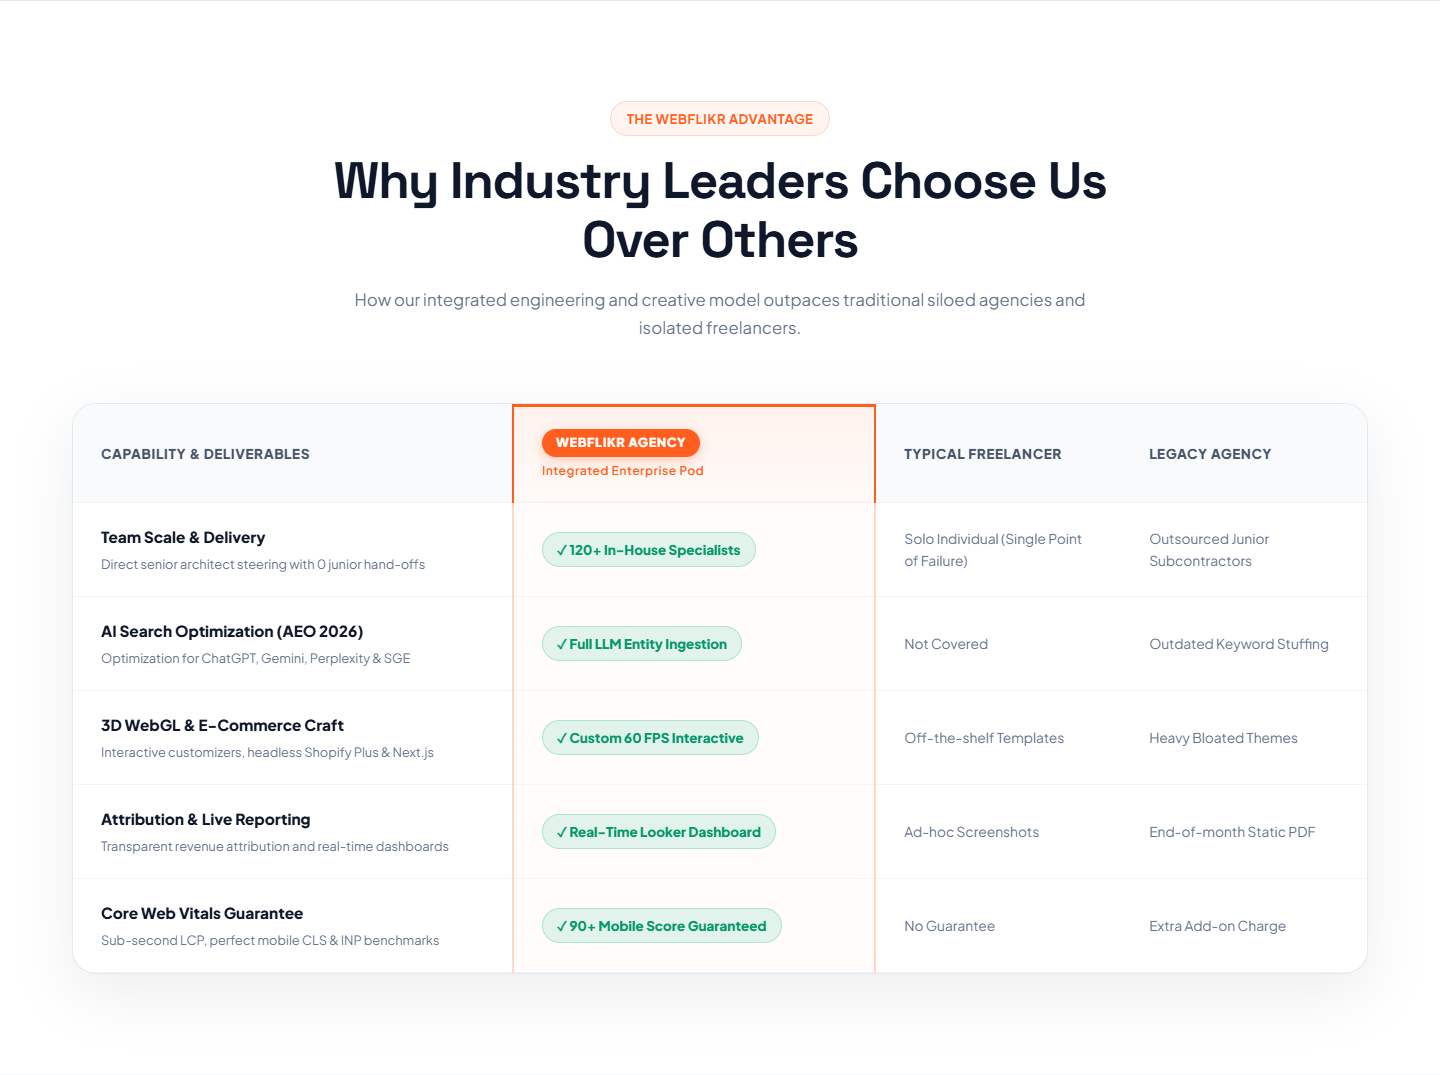 THE WEBFLIKR ADVANTAGE
Why Industry Leaders Choose Us
Over Others
How our integrated engineering and creative model outpaces traditional siloed agencies and
isolated freelancers.
CAPABILITY & DELIVERABLES
WEBFLIKR AGENCY
Integrated Enterprise Pod
TYPICAL FREELANCER
LEGACY AGENCY
Team Scale & Delivery
Direct senior architect steering with 0 junior hand-offs
✓ 120+ In-House Specialists
Solo Individual (Single Point
of Failure)
Outsourced Junior
Subcontractors
AI Search Optimization (AEO 2026)
Optimization for ChatGPT, Gemini, Perplexity & SGE
✓ Full LLM Entity Ingestion
Not Covered
Outdated Keyword Stuffing
3D WebGL & E-Commerce Craft
Interactive customizers, headless Shopify Plus & Next.js
✓ Custom 60 FPS Interactive
Off-the-shelf Templates
Heavy Bloated Themes
Attribution & Live Reporting
Transparent revenue attribution and real-time dashboards
✓ Real-Time Looker Dashboard
Ad-hoc Screenshots
End-of-month Static PDF
Core Web Vitals Guarantee
Sub-second LCP, perfect mobile CLS & INP benchmarks
✓ 90+ Mobile Score Guaranteed
No Guarantee
Extra Add-on Charge